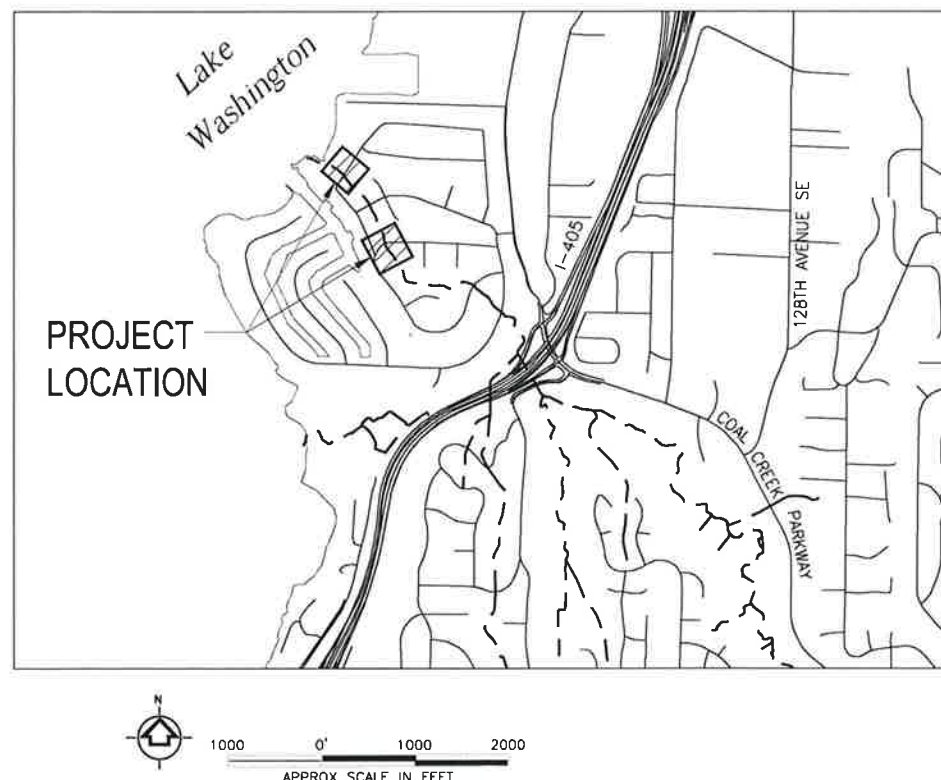 Lake
Washington
I-405
128TH AVENUE SE
PROJECT
LOCATION
COAL CREEK PARKWAY
N
1000 0' 1000 2000
APPROX SCALE IN FEET